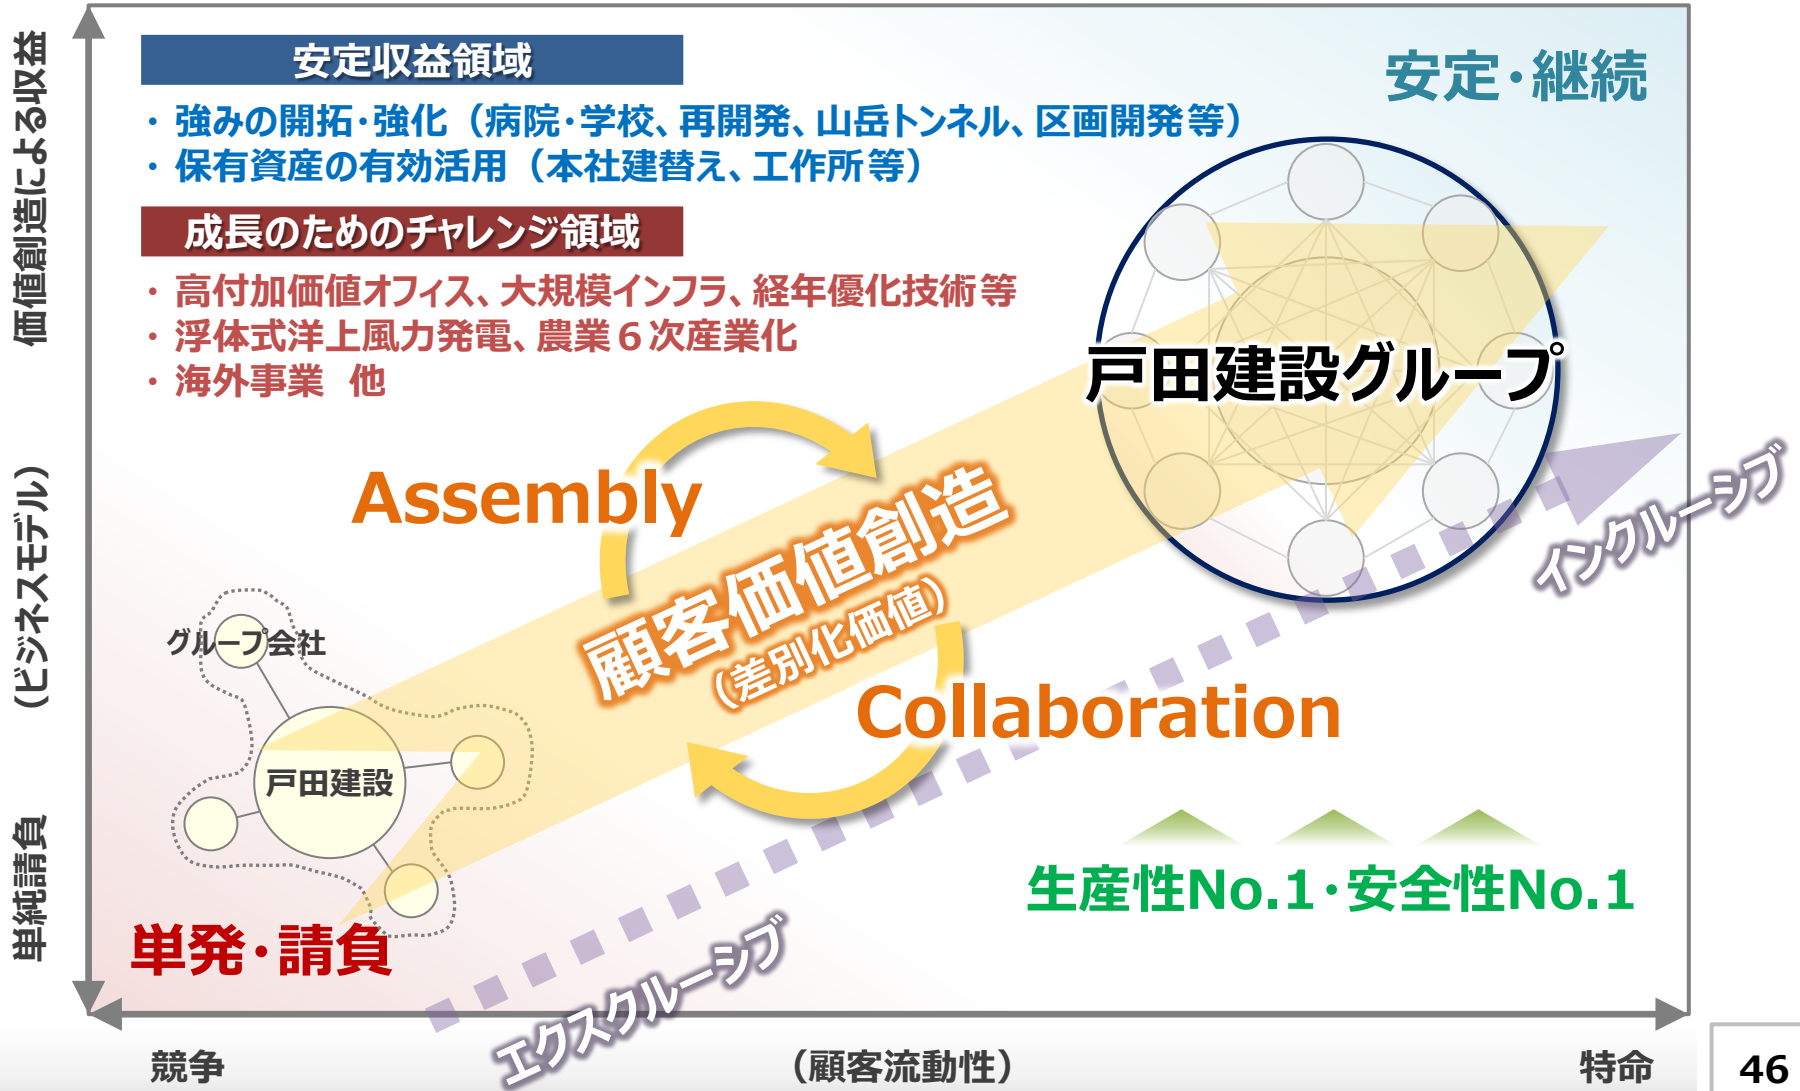 価値創造による収益
（ビジネスモデル）
単純請負
安定収益領域
・強みの開拓・強化（病院・学校、再開発、山岳トンネル、区画開発等）
・保有資産の有効活用（本社建替え、工作所等）
成長のためのチャレンジ領域
・高付加価値オフィス、大規模インフラ、経年優化技術等
・浮体式洋上風力発電、農業６次産業化
・海外事業 他
安定・継続
戸田建設グループ
Assembly
顧客価値創造
（差別化価値）
Collaboration
インクルーシブ
グループ会社
戸田建設
単発・請負
生産性No.1・安全性No.1
エクスクルーシブ
競争
（顧客流動性）
特命
46